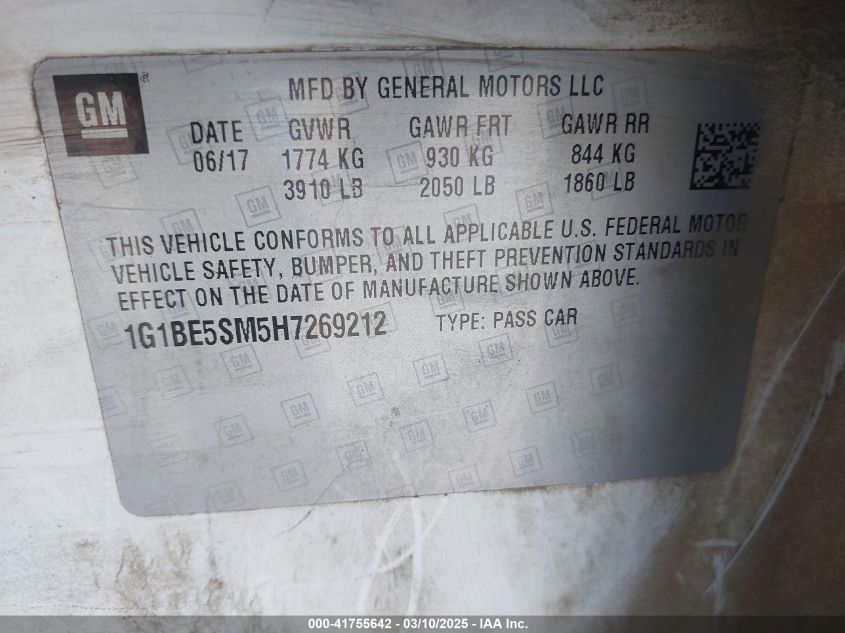 GM
MFD BY GENERAL MOTORS LLC
DATE GVWR GAWR FRT GAWR RR
06/17 1774 KG 930 KG 844 KG
3910 LB 2050 LB 1860 LB
THIS VEHICLE CONFORMS TO ALL APPLICABLE U.S. FEDERAL MOTOR
VEHICLE SAFETY, BUMPER, AND THEFT PREVENTION STANDARDS IN
EFFECT ON THE DATE OF MANUFACTURE SHOWN ABOVE.
1G1BE5SM5H7269212 TYPE: PASS CAR
000-41755642 - 03/10/2025 - IAA Inc.